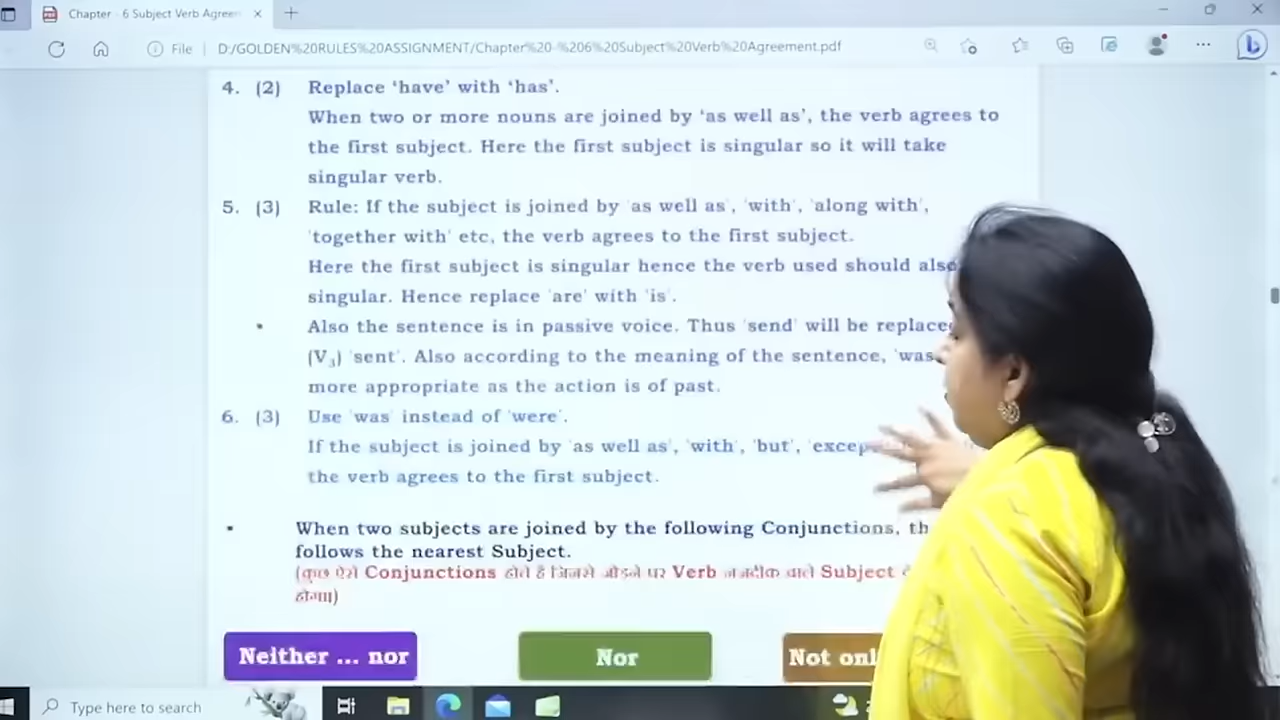 Chapter - 6 Subject Verb Agree
File
D:/GOLDEN%20RULES%20ASSIGNMENT/Chapter%20-%206%20Subject%20Verb%20Agreement.pdf
4. (2) Replace ‘have’ with ‘has’.
When two or more nouns are joined by ‘as well as’, the verb agrees to
the first subject. Here the first subject is singular so it will take
singular verb.
5. (3) Rule: If the subject is joined by 'as well as', 'with', 'along with',
'together with' etc, the verb agrees to the first subject.
Here the first subject is singular hence the verb used should also
singular. Hence replace 'are' with 'is'.
• Also the sentence is in passive voice. Thus 'send' will be replace
(V₃) 'sent'. Also according to the meaning of the sentence, 'was
more appropriate as the action is of past.
6. (3) Use 'was' instead of 'were'.
If the subject is joined by 'as well as', 'with', 'but', 'excep
the verb agrees to the first subject.
• When two subjects are joined by the following Conjunctions, th
follows the nearest Subject.
(कुछ ऐसे Conjunctions होते है जिनसे जोड़ने पर Verb नजदीक वाले Subject
होगा।)
Neither ... nor
Nor
Not onl
Type here to search